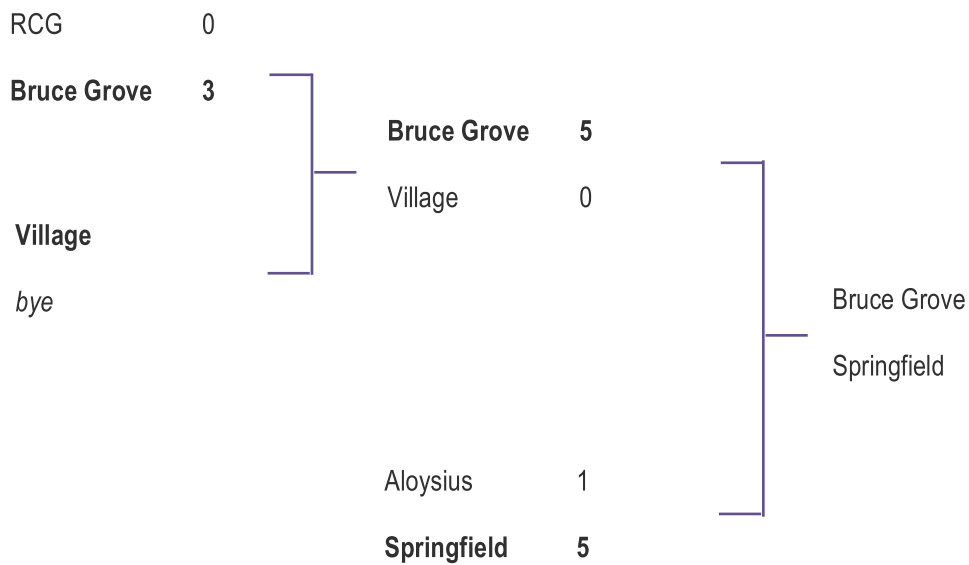 RCG 0
Bruce Grove 3
Village
bye
Bruce Grove 5
Village 0
Aloysius 1
Springfield 5
Bruce Grove
Springfield